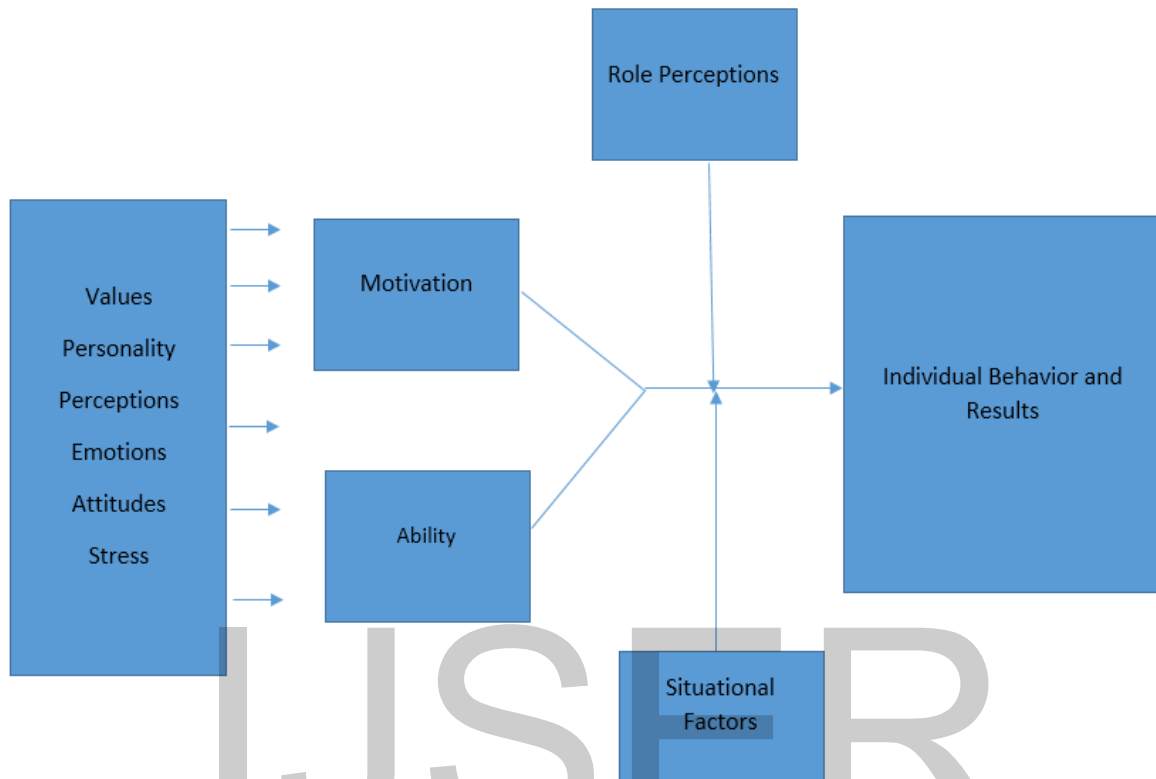 Role Perceptions
Values
Personality
Perceptions
Emotions
Attitudes
Stress
Motivation
Ability
Individual Behavior and
Results
Situational
Factors
IJSER